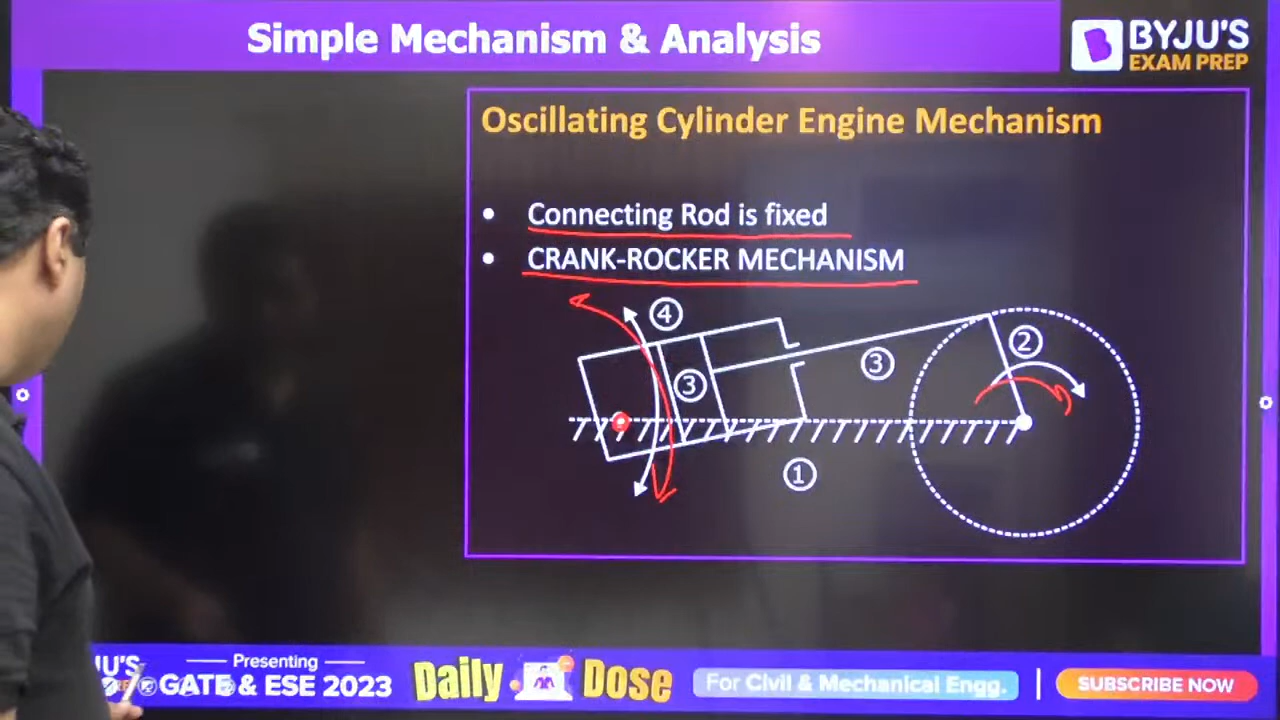 Simple Mechanism & Analysis
BYJU'S
EXAM PREP
Oscillating Cylinder Engine Mechanism
• Connecting Rod is fixed
• CRANK-ROCKER MECHANISM
④
②
③
③
①
JU'S
Presenting
GATE & ESE 2023
Daily
Dose
For Civil & Mechanical Engg.
SUBSCRIBE NOW